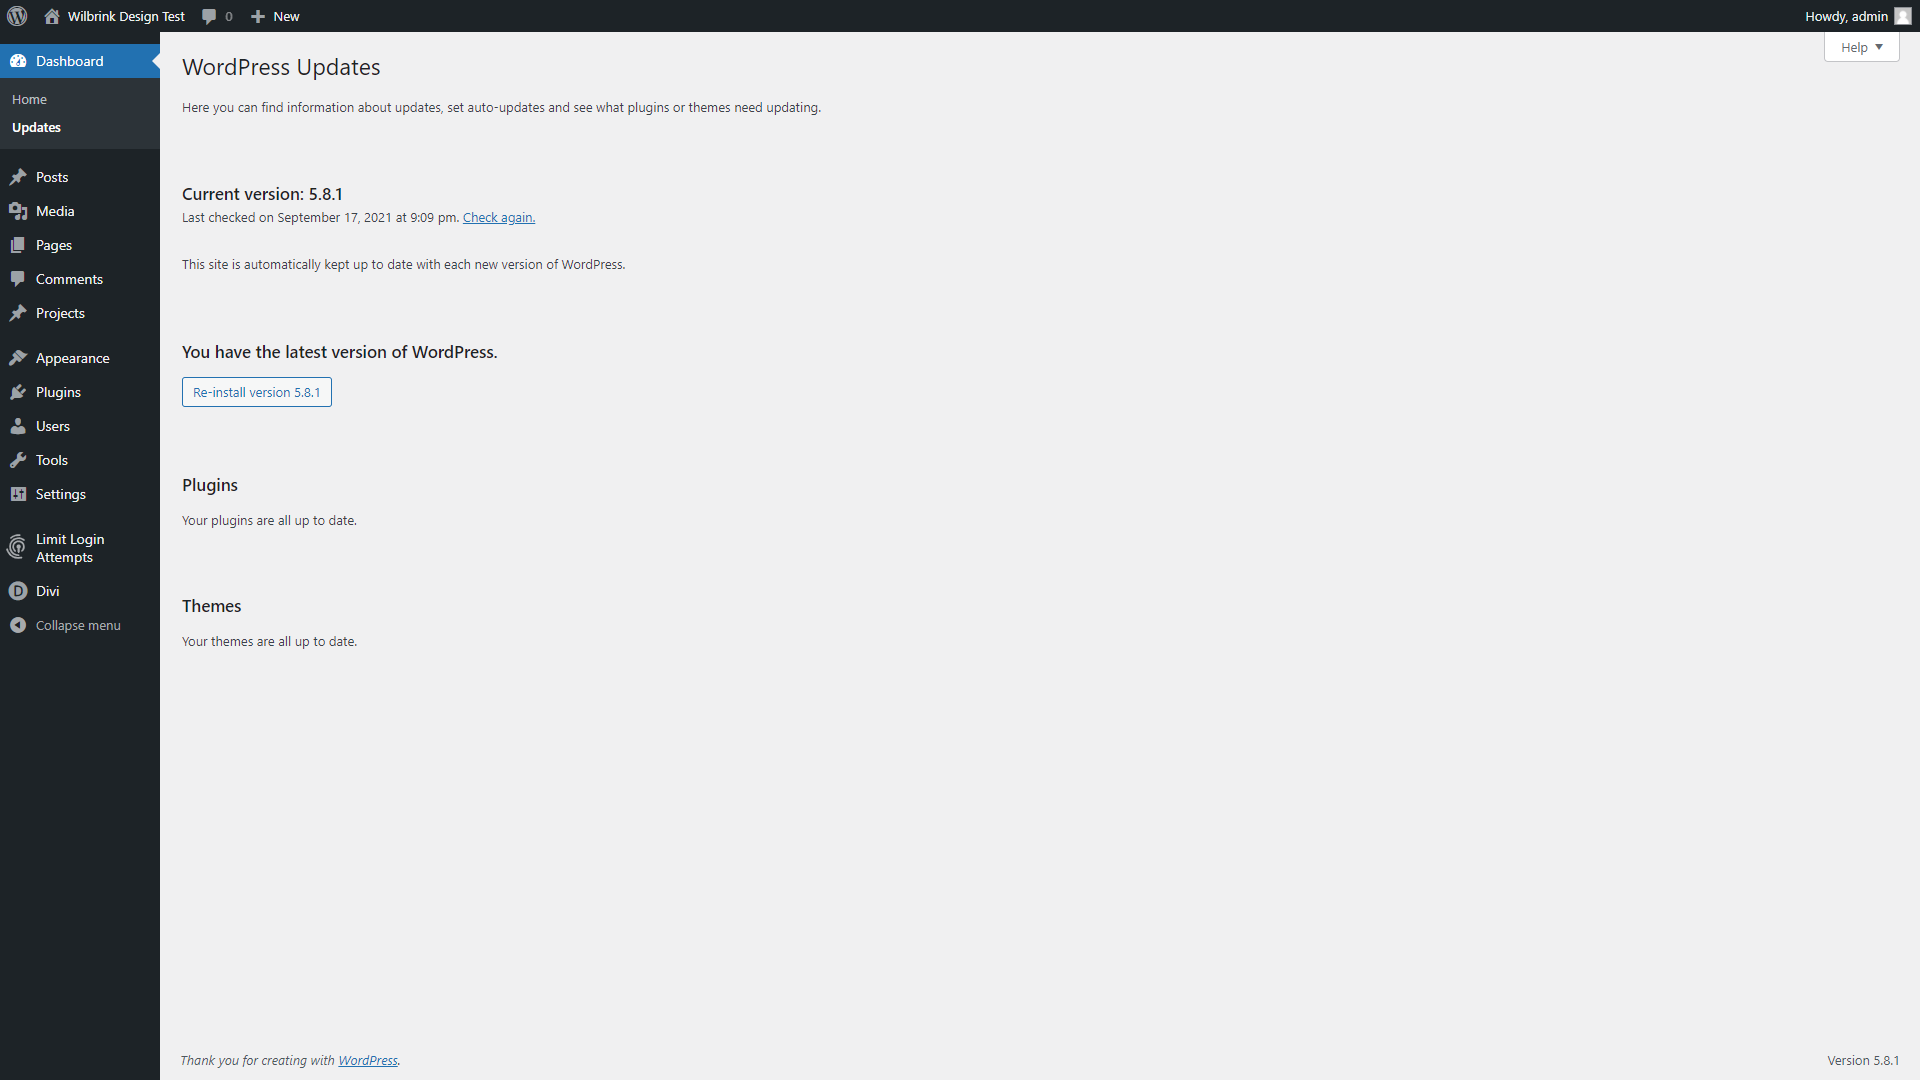 Wilbrink Design Test 0 New Howdy, admin
Help
Dashboard
Home
Updates
Posts
Media
Pages
Comments
Projects
Appearance
Plugins
Users
Tools
Settings
Limit Login
Attempts
Divi
Collapse menu
WordPress Updates
Here you can find information about updates, set auto-updates and see what plugins or themes need updating.
Current version: 5.8.1
Last checked on September 17, 2021 at 9:09 pm. Check again.
This site is automatically kept up to date with each new version of WordPress.
You have the latest version of WordPress.
Re-install version 5.8.1
Plugins
Your plugins are all up to date.
Themes
Your themes are all up to date.
Thank you for creating with WordPress.
Version 5.8.1